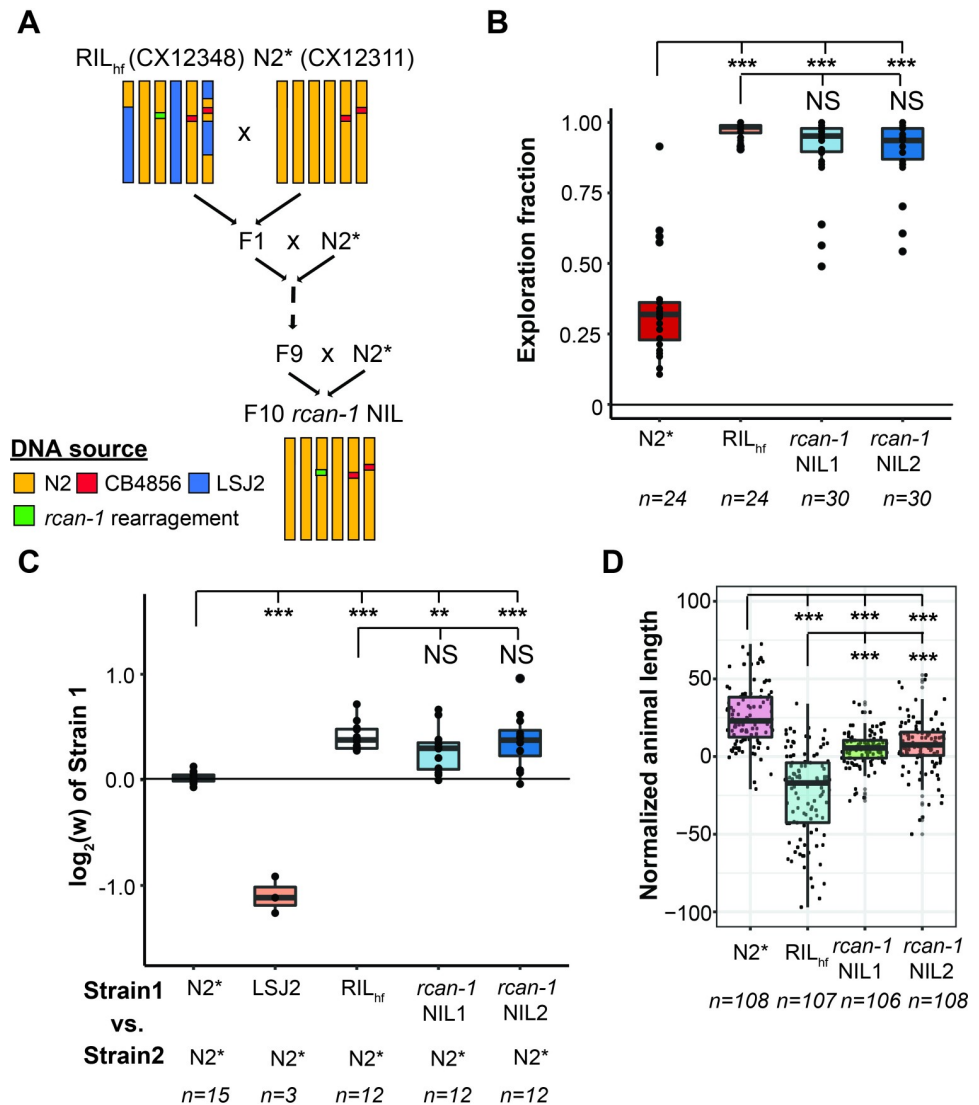 A
RILhf (CX12348) N2* (CX12311)
x
F1 x N2*
F9 x N2*
F10 rcan-1 NIL
DNA source
N2 CB4856 LSJ2
rcan-1 rearragement
B
*** *** ***
NS NS
Exploration fraction
1.00
0.75
0.50
0.25
0
N2* RILhf rcan-1 NIL1 rcan-1 NIL2
n=24 n=24 n=30 n=30
C
*** *** ** ***
NS NS
log2(w) of Strain 1
1.0
0.0
-1.0
Strain1 N2* LSJ2 RILhf rcan-1 NIL1 rcan-1 NIL2
vs.
Strain2 N2* N2* N2* N2* N2*
n=15 n=3 n=12 n=12 n=12
D
*** *** ***
*** ***
Normalized animal length
100
50
0
−50
−100
N2* RILhf rcan-1 NIL1 rcan-1 NIL2
n=108 n=107 n=106 n=108